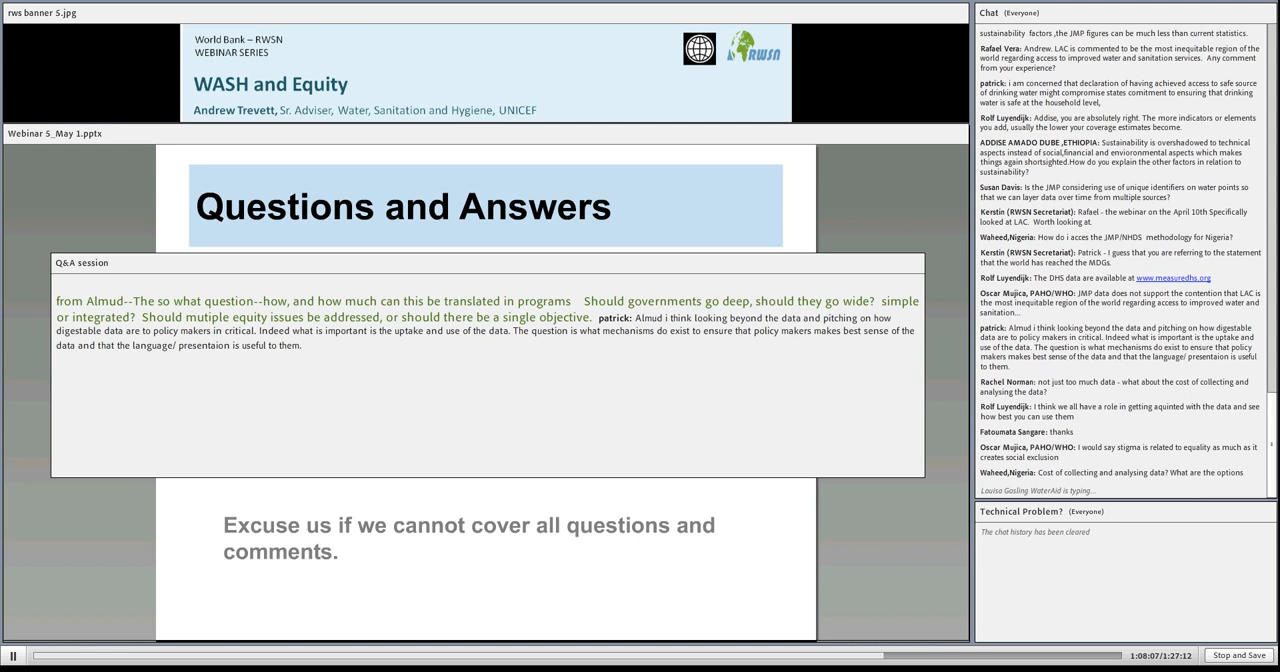 rws banner 5.jpg
World Bank – RWSN
WEBINAR SERIES
RWSN
WASH and Equity
Andrew Trevett, Sr. Adviser, Water, Sanitation and Hygiene, UNICEF
Webinar 5_May 1.pptx
Questions and Answers
Q&A session
from Almud--The so what question--how, and how much can this be translated in programs Should governments go deep, should they go wide? simple
or integrated? Should mutiple equity issues be addressed, or should there be a single objective. patrick: Almud i think looking beyond the data and pitching on how
digestable data are to policy makers in critical. Indeed what is important is the uptake and use of the data. The question is what mechanisms do exist to ensure that policy makers makes best sense of the
data and that the language/ presentaion is useful to them.
Excuse us if we cannot cover all questions and
comments.
Chat (Everyone)
sustainability factors ,the JMP figures can be much less than current statistics.
Rafael Vera: Andrew. LAC is commented to be the most inequitable region of the
world regarding access to improved water and sanitation services. Any comment
from your experience?
patrick: i am concerned that declaration of having achieved access to safe source
of drinking water might compromise states comitment to ensuring that drinking
water is safe at the household level,
Rolf Luyendijk: Addise, you are absolutely right. The more indicators or elements
you add, usually the lower your coverage estimates become.
ADDISE AMADO DUBE ,ETHIOPIA: Sustainability is overshadowed to technical
aspects instead of social,financial and envioronmental aspects which makes
things again shortsighted.How do you explain the other factors in relation to
sustainability?
Susan Davis: Is the JMP considering use of unique identifiers on water points so
that we can layer data over time from multiple sources?
Kerstin (RWSN Secretariat): Rafael - the webinar on the April 10th Specifically
looked at LAC. Worth looking at.
Waheed,Nigeria: How do i acces the JMP/NHDS methodology for Nigeria?
Kerstin (RWSN Secretariat): Patrick - I guess that you are referring to the statement
that the world has reached the MDGs.
Rolf Luyendijk: The DHS data are available at www.measuredhs.org
Oscar Mujica, PAHO/WHO: JMP data does not support the contention that LAC is
the most inequitable region of the world regarding access to improved water and
sanitation...
patrick: Almud i think looking beyond the data and pitching on how digestable
data are to policy makers in critical. Indeed what is important is the uptake and
use of the data. The question is what mechanisms do exist to ensure that policy
makers makes best sense of the data and that the language/ presentaion is useful
to them.
Rachel Norman: not just too much data - what about the cost of collecting and
analysing the data?
Rolf Luyendijk: I think we all have a role in getting aquinted with the data and see
how best you can use them
Fatoumata Sangare: thanks
Oscar Mujica, PAHO/WHO: I would say stigma is related to equality as much as it
creates social exclusion
Waheed,Nigeria: Cost of collecting and analysing data? What are the options
Louisa Gosling WaterAid is typing...
Technical Problem? (Everyone)
The chat history has been cleared
1:08:07/1:27:12
Stop and Save